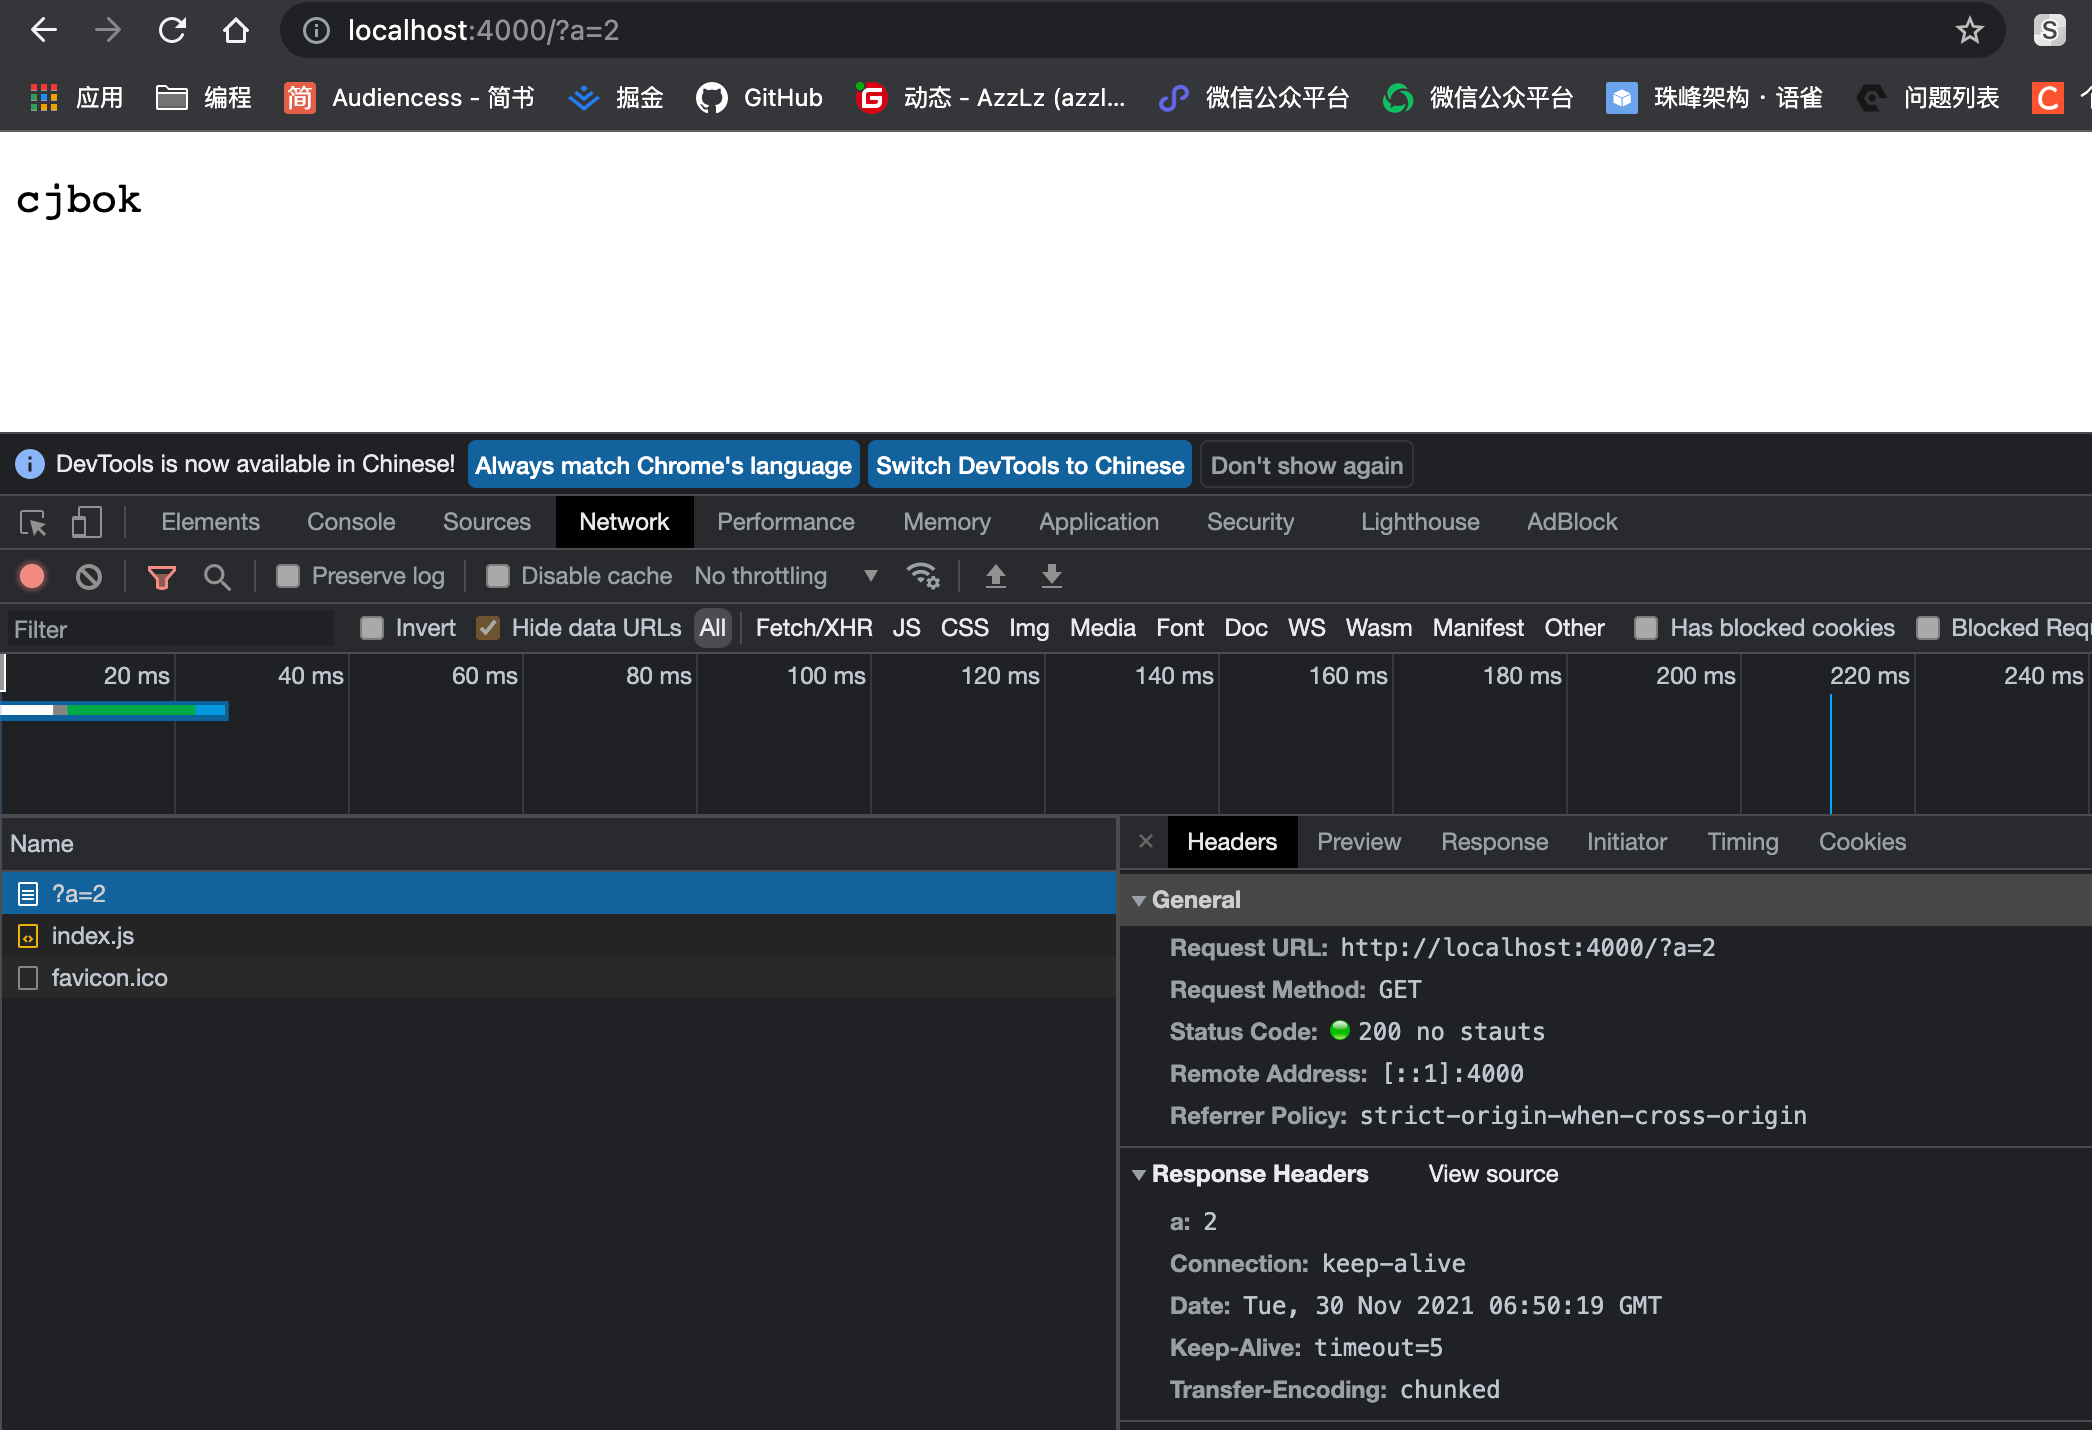 localhost:4000/?a=2
应用 编程 简 Audiencess - 简书 掘金 GitHub G 动态 - AzzLz (azzl... 微信公众平台 微信公众平台 珠峰架构 · 语雀 问题列表 C
S
cjbok
DevTools is now available in Chinese! Always match Chrome's language Switch DevTools to Chinese Don't show again
Elements Console Sources Network Performance Memory Application Security Lighthouse AdBlock
Preserve log Disable cache No throttling
Filter Invert Hide data URLs All Fetch/XHR JS CSS Img Media Font Doc WS Wasm Manifest Other Has blocked cookies Blocked Req
20 ms 40 ms 60 ms 80 ms 100 ms 120 ms 140 ms 160 ms 180 ms 200 ms 220 ms 240 ms
Name
?a=2
index.js
favicon.ico
Headers Preview Response Initiator Timing Cookies
General
Request URL: http://localhost:4000/?a=2
Request Method: GET
Status Code: 200 no stauts
Remote Address: [::1]:4000
Referrer Policy: strict-origin-when-cross-origin
Response Headers View source
a: 2
Connection: keep-alive
Date: Tue, 30 Nov 2021 06:50:19 GMT
Keep-Alive: timeout=5
Transfer-Encoding: chunked